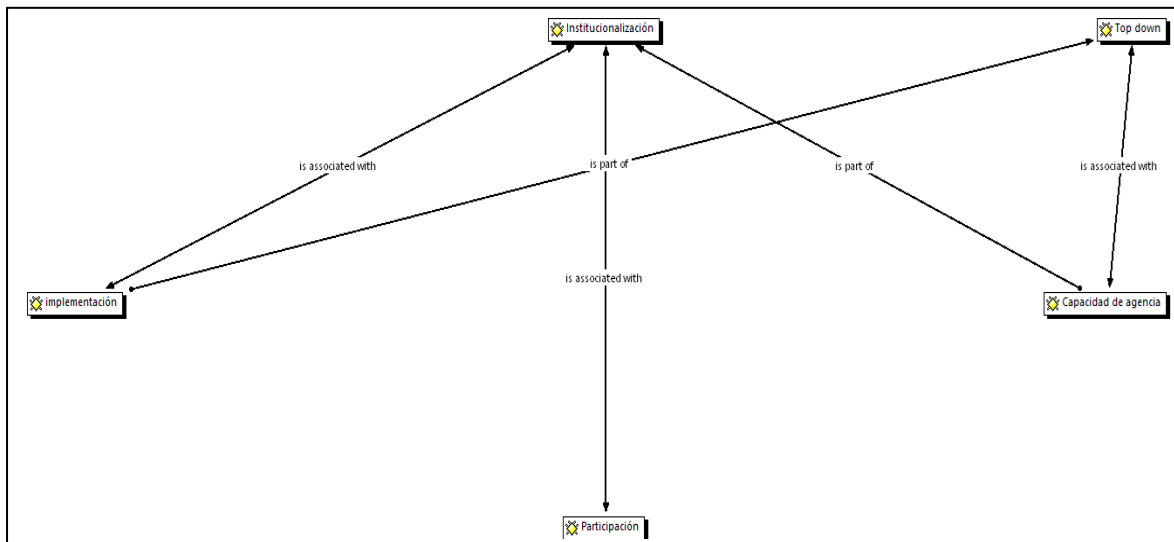 Institucionalización
Top down
is associated with
is part of
is part of
is associated with
is associated with
implementación
Capacidad de agencia
Participación